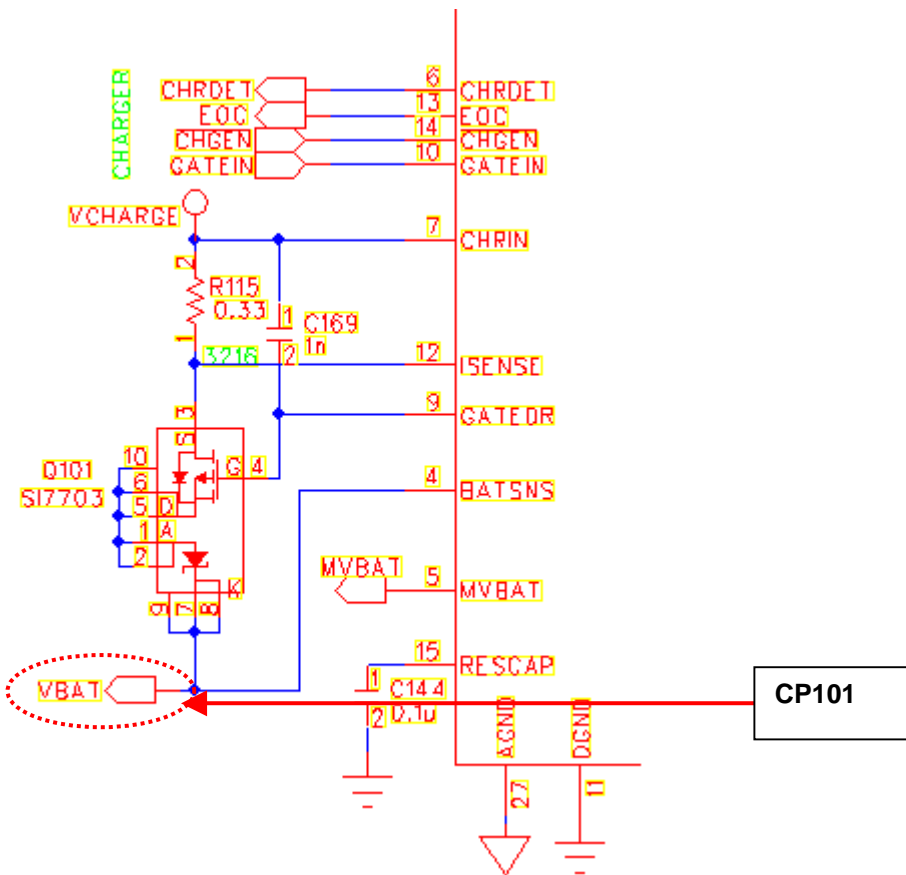 CHARGER
CHRDET
6
CHRDET
EOC
13
EOC
CHGEN
14
CHGEN
GATEIN
10
GATEIN
VCHARGE
7
CHRIN
2
R115
0.33
1
C169
1n
1
2
3216
12
ISENSE
3
S
9
GATEDR
Q101
SI7703
10
6
5
D
G
4
1
A
2
K
9
7
8
4
BATSNS
MVBAT
5
MVBAT
15
RESCAP
VBAT
1
C144
2
0.1u
CP101
AGND
DGND
27
11